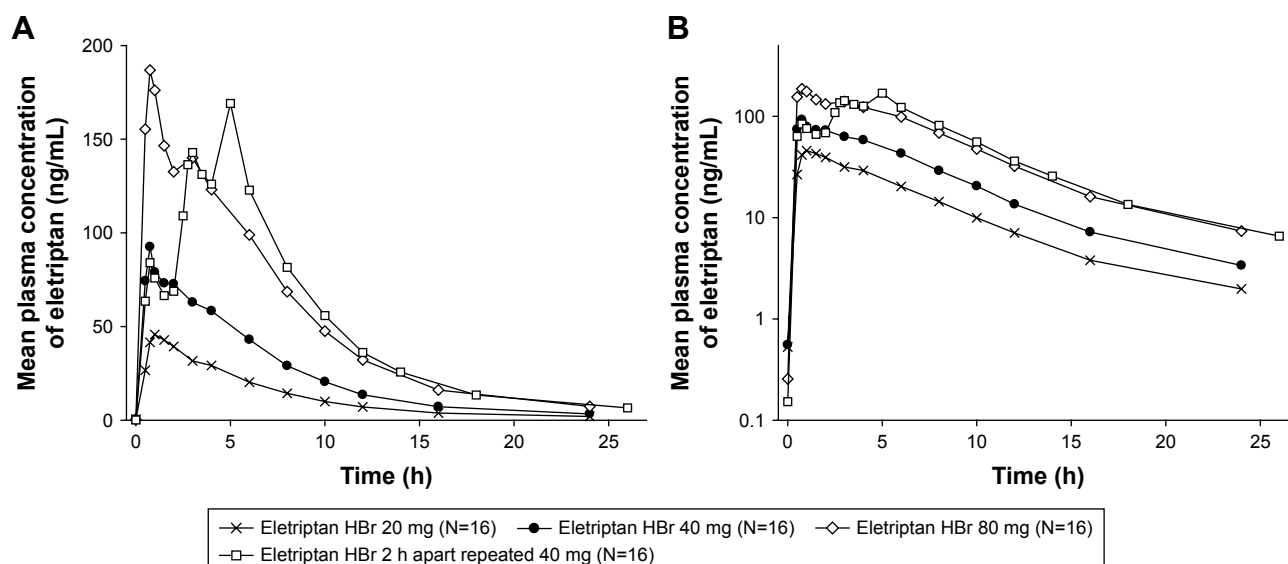 A
Mean plasma concentration
of eletriptan (ng/mL)
200
150
100
50
0
0 5 10 15 20 25
Time (h)
B
Mean plasma concentration
of eletriptan (ng/mL)
100
10
1
0.1
0 5 10 15 20 25
Time (h)
Eletriptan HBr 20 mg (N=16) Eletriptan HBr 40 mg (N=16) Eletriptan HBr 80 mg (N=16)
Eletriptan HBr 2 h apart repeated 40 mg (N=16)